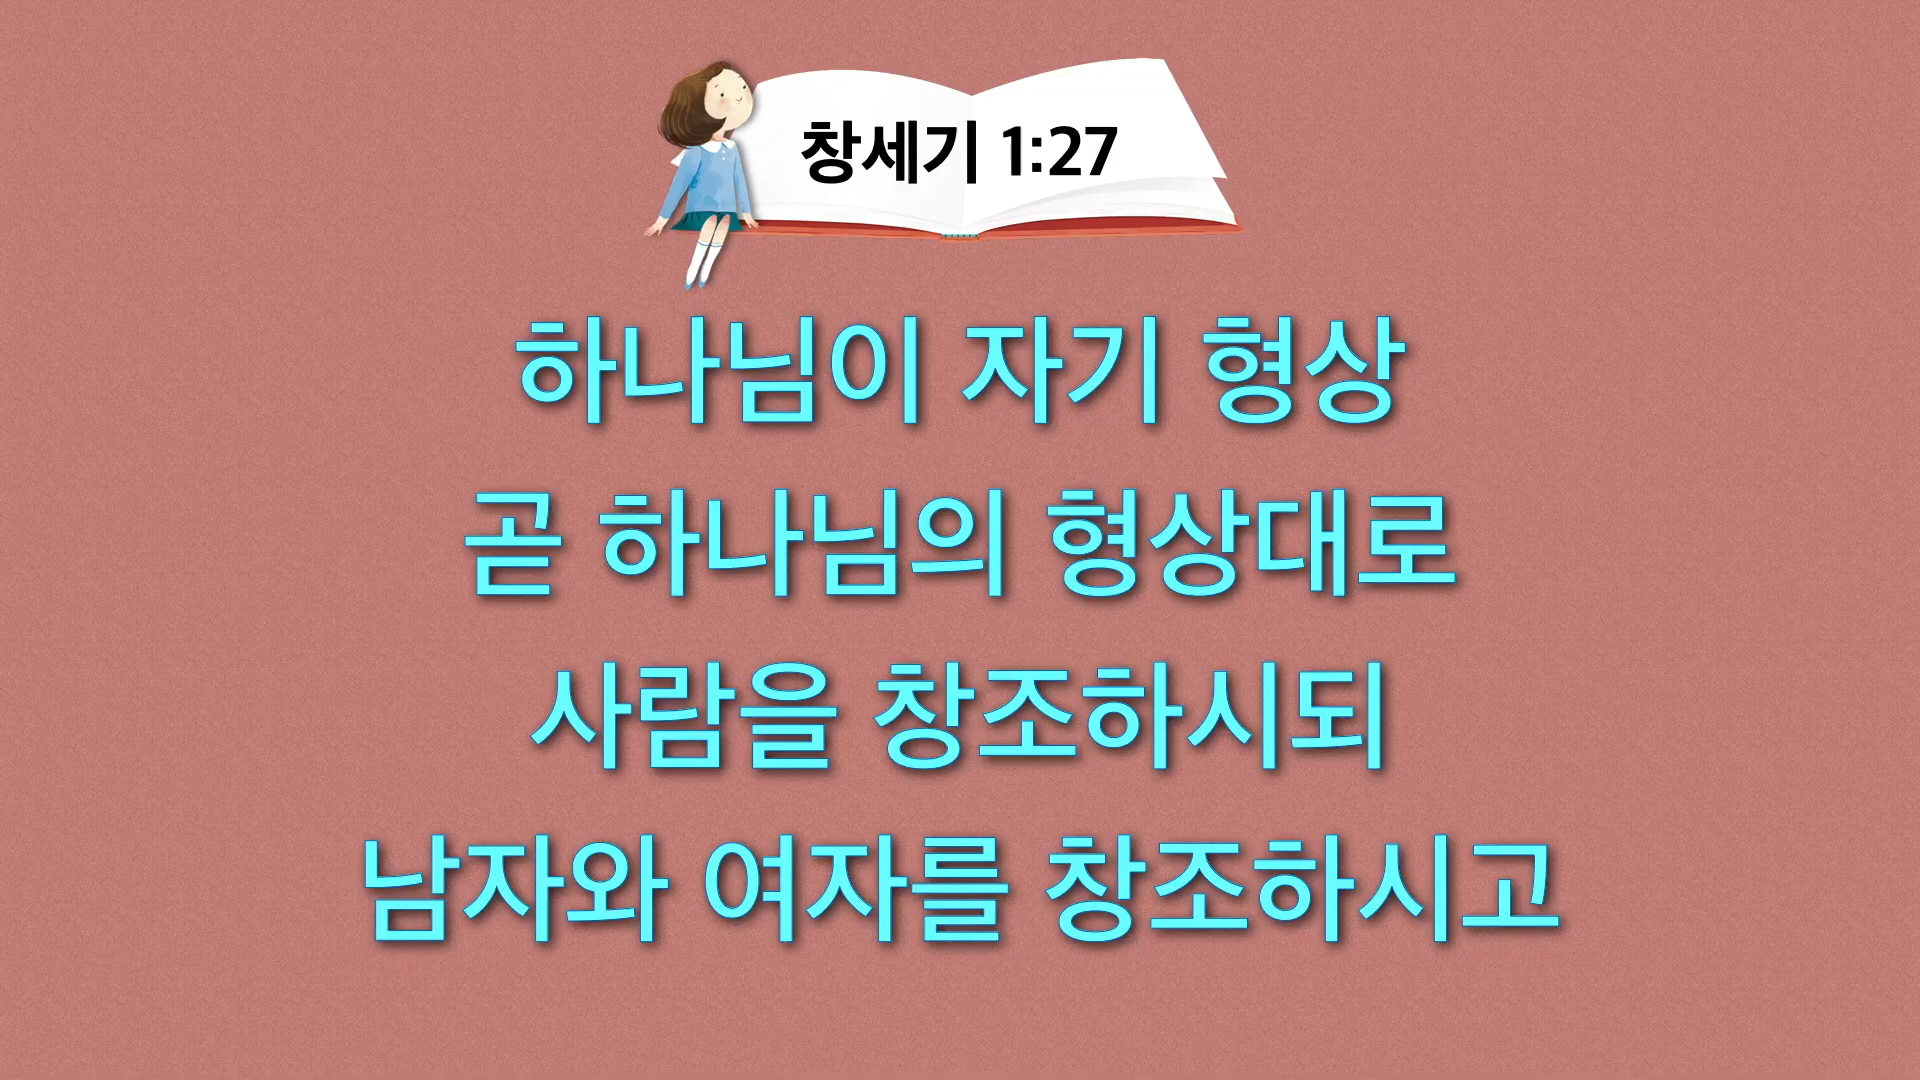 창세기 1:27
하나님이 자기 형상
곧 하나님의 형상대로
사람을 창조하시되
남자와 여자를 창조하시고